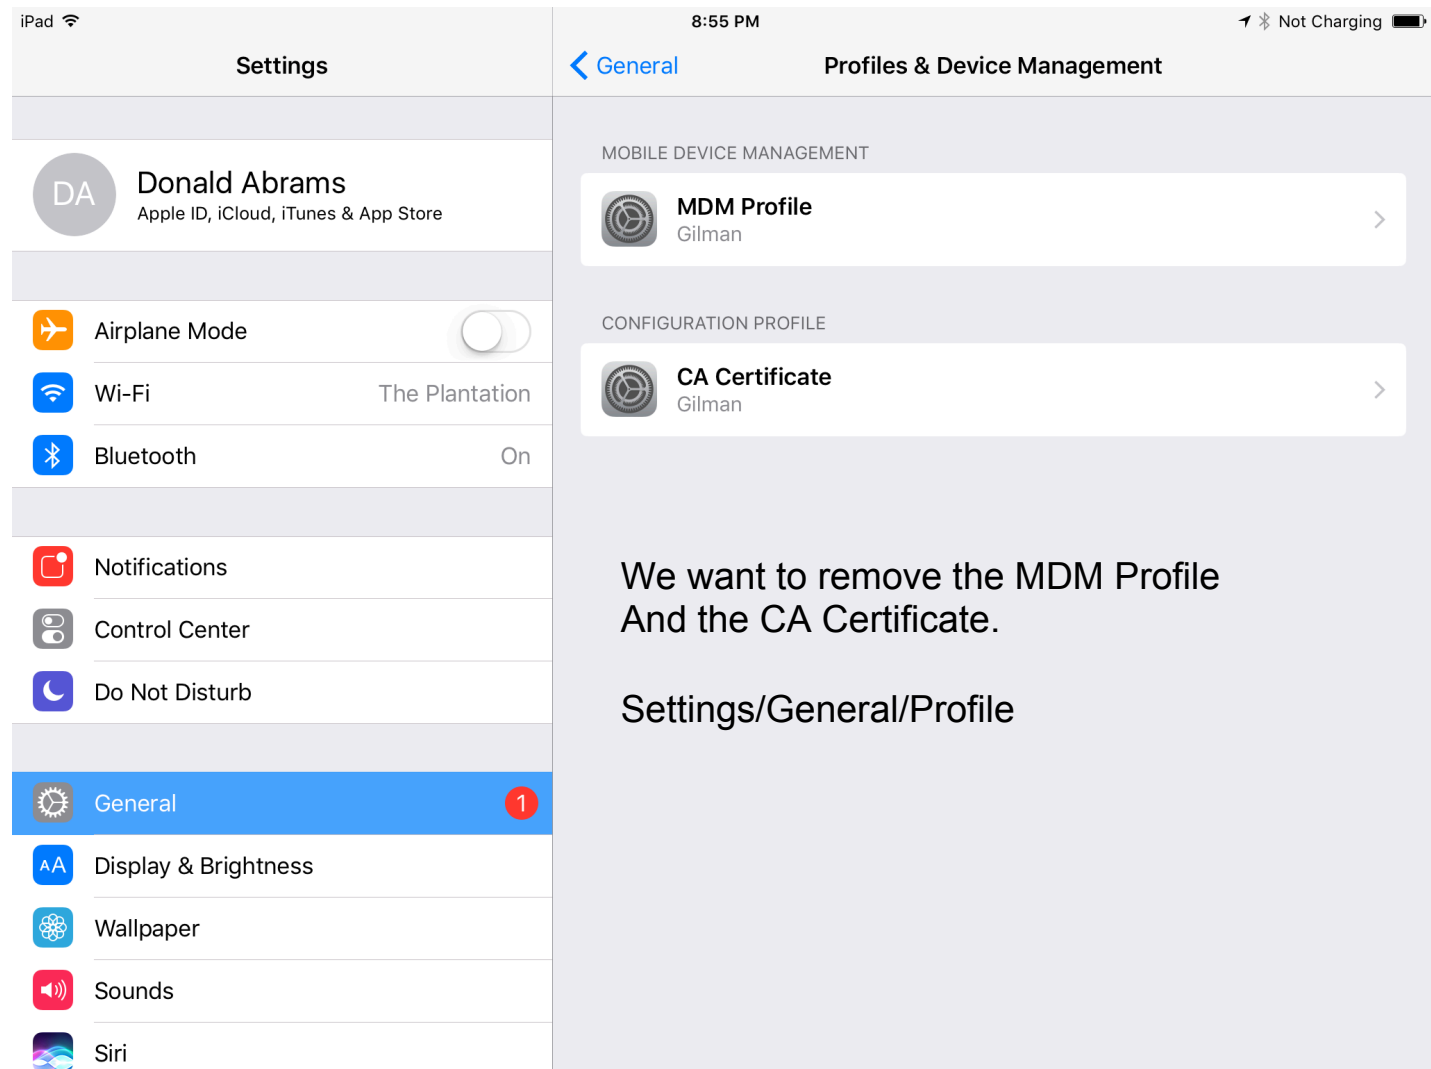 iPad
8:55 PM
Not Charging
Settings
General
Profiles & Device Management
DA
Donald Abrams
Apple ID, iCloud, iTunes & App Store
Airplane Mode
Wi-Fi
The Plantation
Bluetooth
On
Notifications
Control Center
Do Not Disturb
General
1
AA
Display & Brightness
Wallpaper
Sounds
Siri
MOBILE DEVICE MANAGEMENT
MDM Profile
Gilman
CONFIGURATION PROFILE
CA Certificate
Gilman
We want to remove the MDM Profile
And the CA Certificate.
Settings/General/Profile